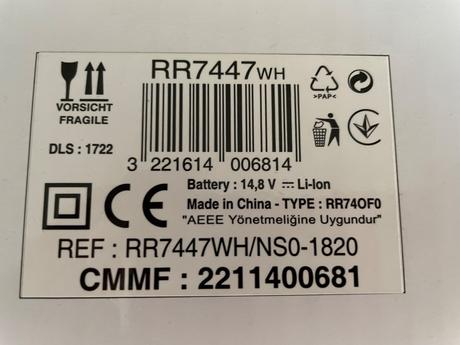 RR7447WH
VORSICHT
FRAGILE
>PAP<
DLS : 1722
3 221614 006814
Battery : 14,8 V Li-Ion
Made in China - TYPE : RR74OF0
"AEEE Yönetmeliğine Uygundur"
CE
REF : RR7447WH/NS0-1820
CMMF : 2211400681